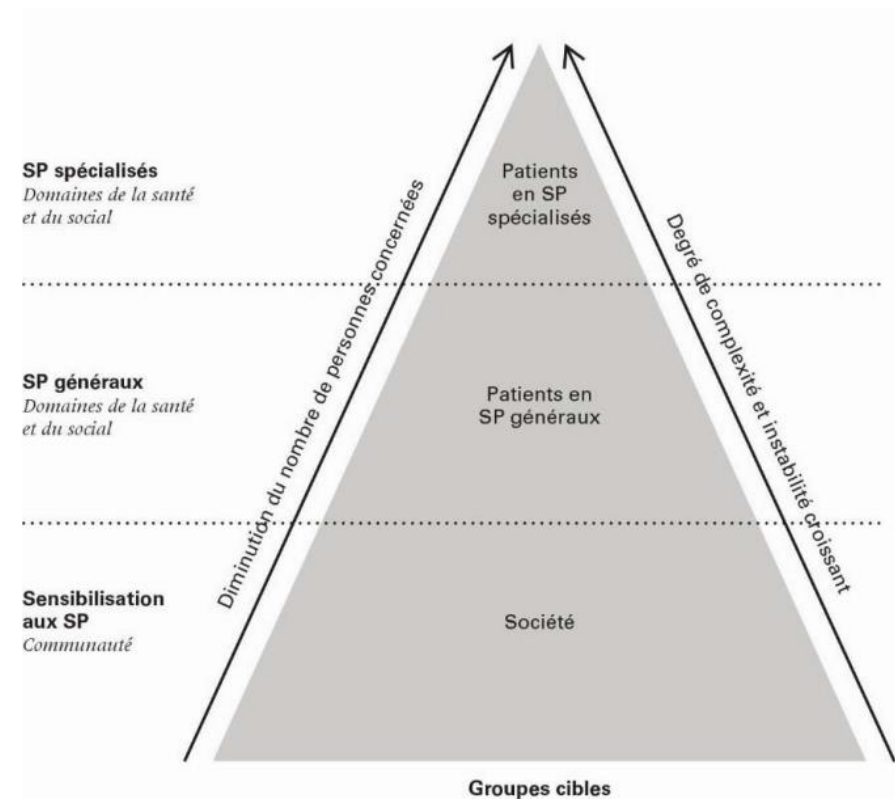 SP spécialisés
Domaines de la santé
et du social
Patients
en SP
spécialisés
SP généraux
Domaines de la santé
et du social
Patients en
SP généraux
Sensibilisation
aux SP
Communauté
Société
Diminution du nombre de personnes concernées
Degré de complexité et instabilité croissant
Groupes cibles